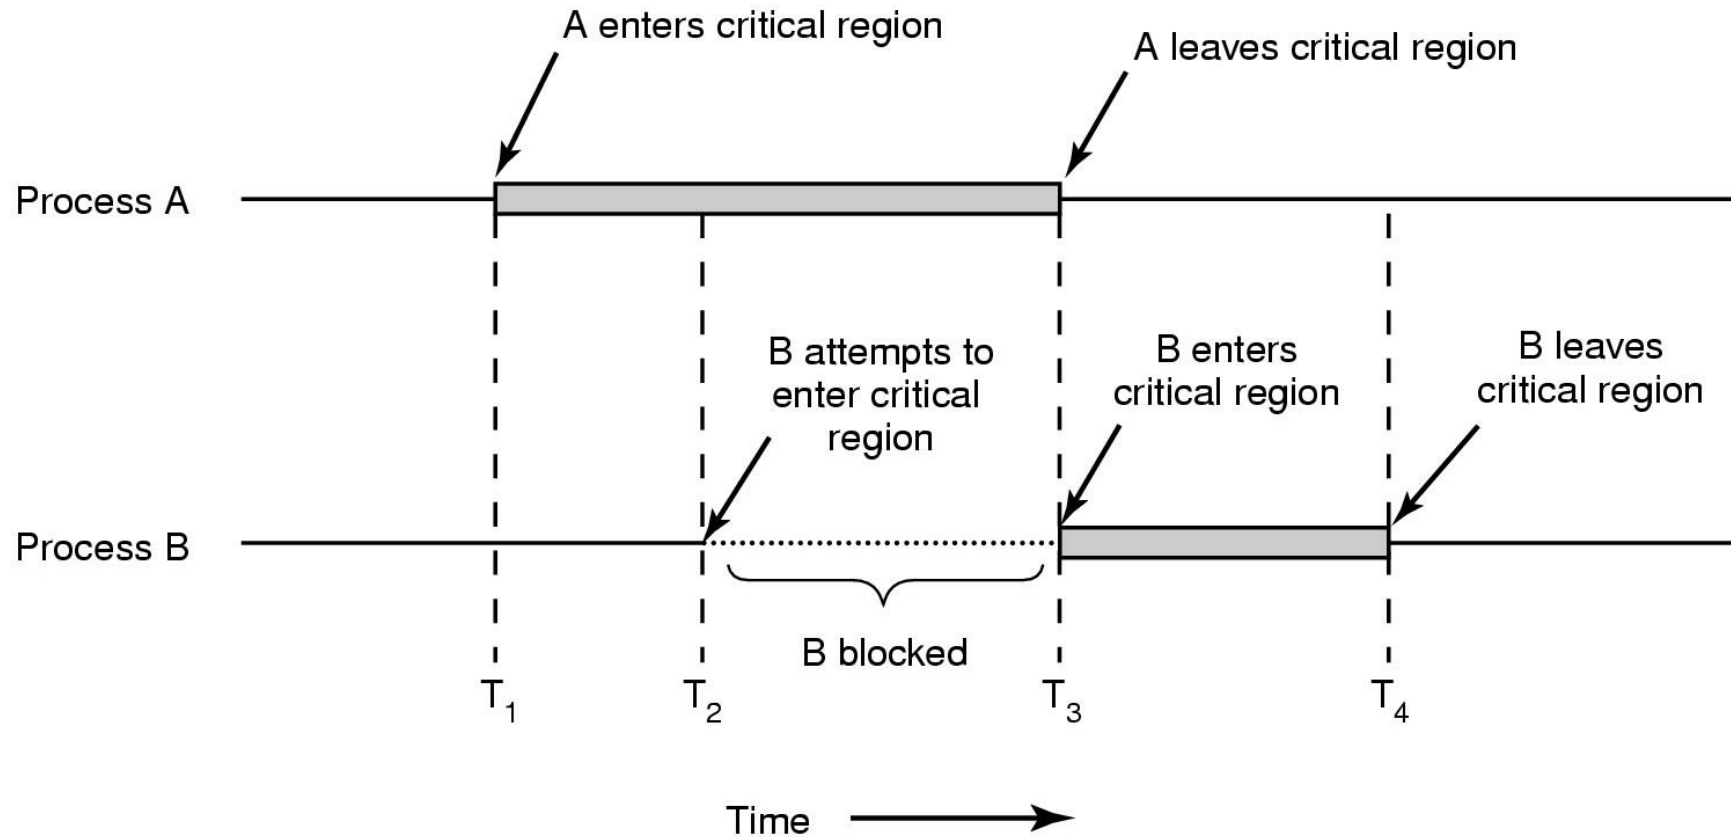 A enters critical region
A leaves critical region
Process A
B attempts to
enter critical
region
B enters
critical region
B leaves
critical region
Process B
B blocked
T1
T2
T3
T4
Time